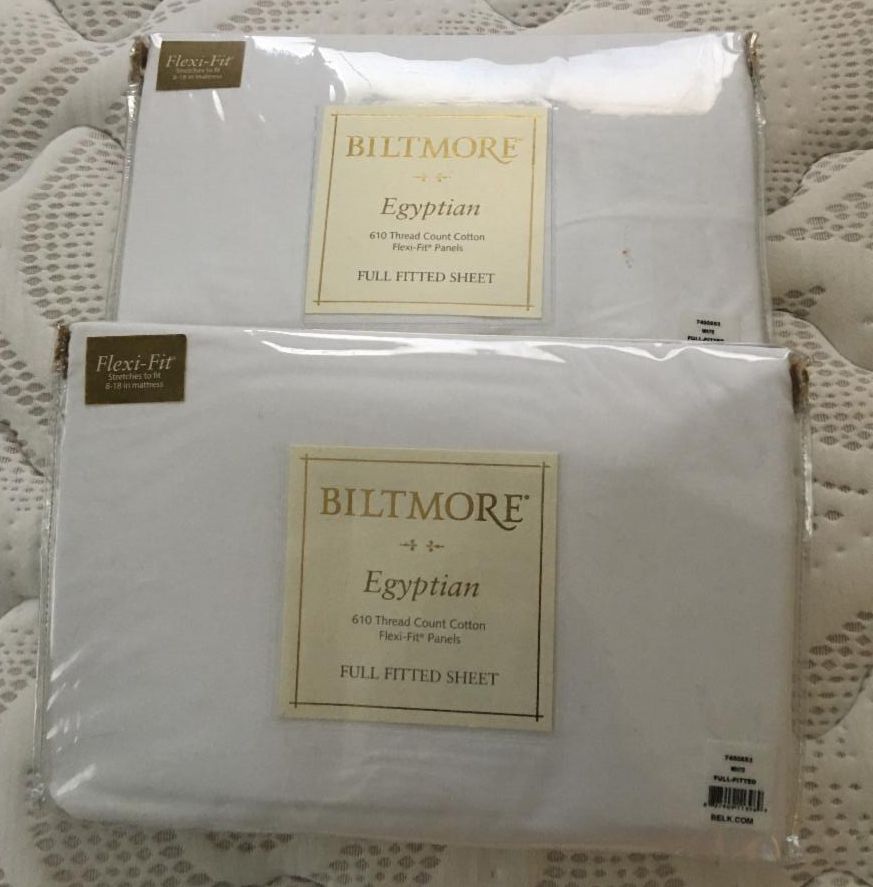 Flexi-Fit®
Stretches to fit
8-18 in mattress
BILTMORE®
Egyptian
610 Thread Count Cotton
Flexi-Fit® Panels
FULL FITTED SHEET
WHITE
FULL-FITTED
Flexi-Fit®
Stretches to fit
8-18 in mattress
BILTMORE®
Egyptian
610 Thread Count Cotton
Flexi-Fit® Panels
FULL FITTED SHEET
WHITE
FULL-FITTED
BELK.COM